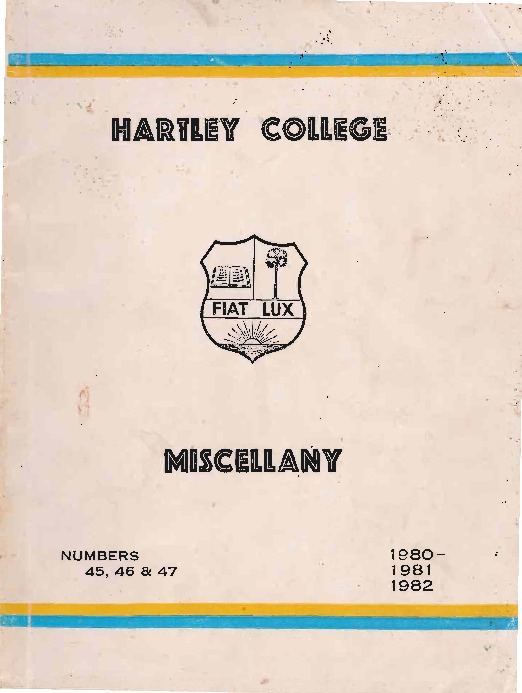 HARTLEY COLLEGE
FIAT LUX
MISCELLANY
NUMBERS
45, 46 & 47
1980-
1981
1982